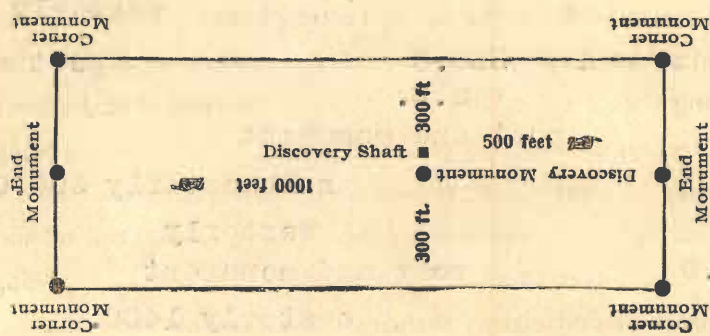 Corner
Monument
Corner
Monument
End
Monument
300 ft
Discovery Shaft
500 feet
Discovery Monument
1000 feet
300 ft.
End
Monument
Corner
Monument
Corner
Monument